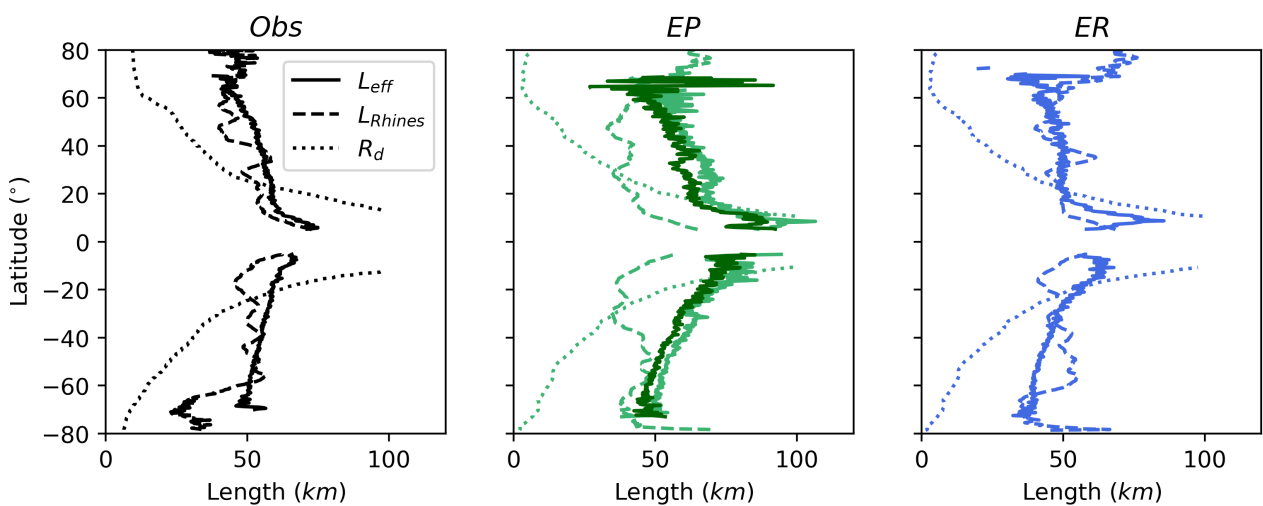 Obs
EP
ER
L_eff
L_Rhines
R_d
Latitude (°)
80
60
40
20
0
−20
−40
−60
−80
0 50 100
0 50 100
0 50 100
Length (km)
Length (km)
Length (km)